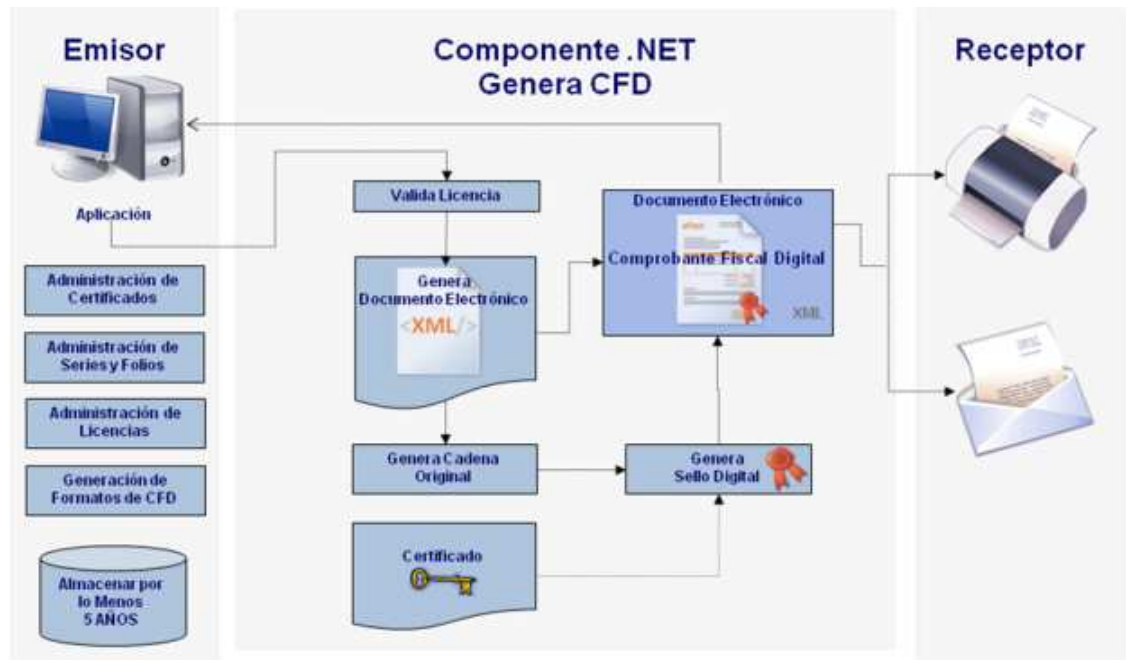 Emisor
Aplicación
Administración de
Certificados
Administración de
Series y Folios
Administración de
Licencias
Generación de
Formatos de CFD
Almacenar por
lo Menos
5 AÑOS
Componente .NET
Genera CFD
Valida Licencia
Genera
Documento Electrónico
<XML/>
Genera Cadena
Original
Certificado
Documento Electrónico
Comprobante Fiscal Digital
XML
Genera
Sello Digital
Receptor